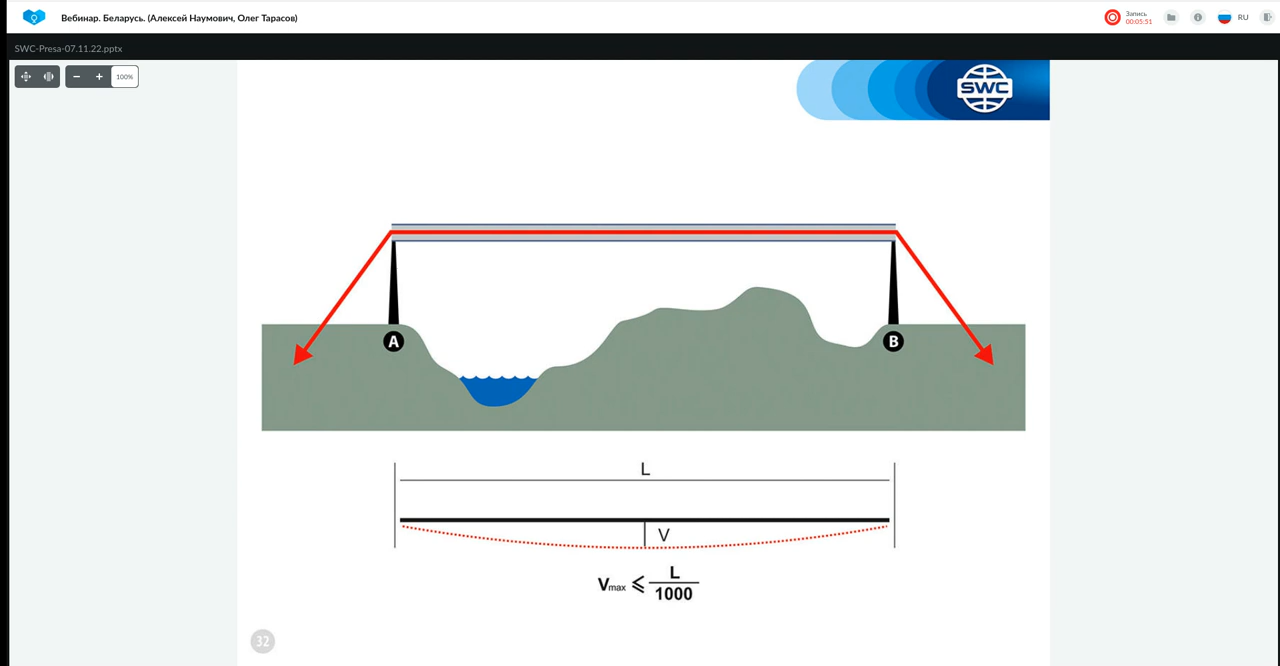 Вебинар. Беларусь. (Алексей Наумович, Олег Тарасов)
Запись
00:05:51
RU
SWC-Presa-07.11.22.pptx
100%
SWC
A
B
L
V
Vmax ⩽ L/1000
32